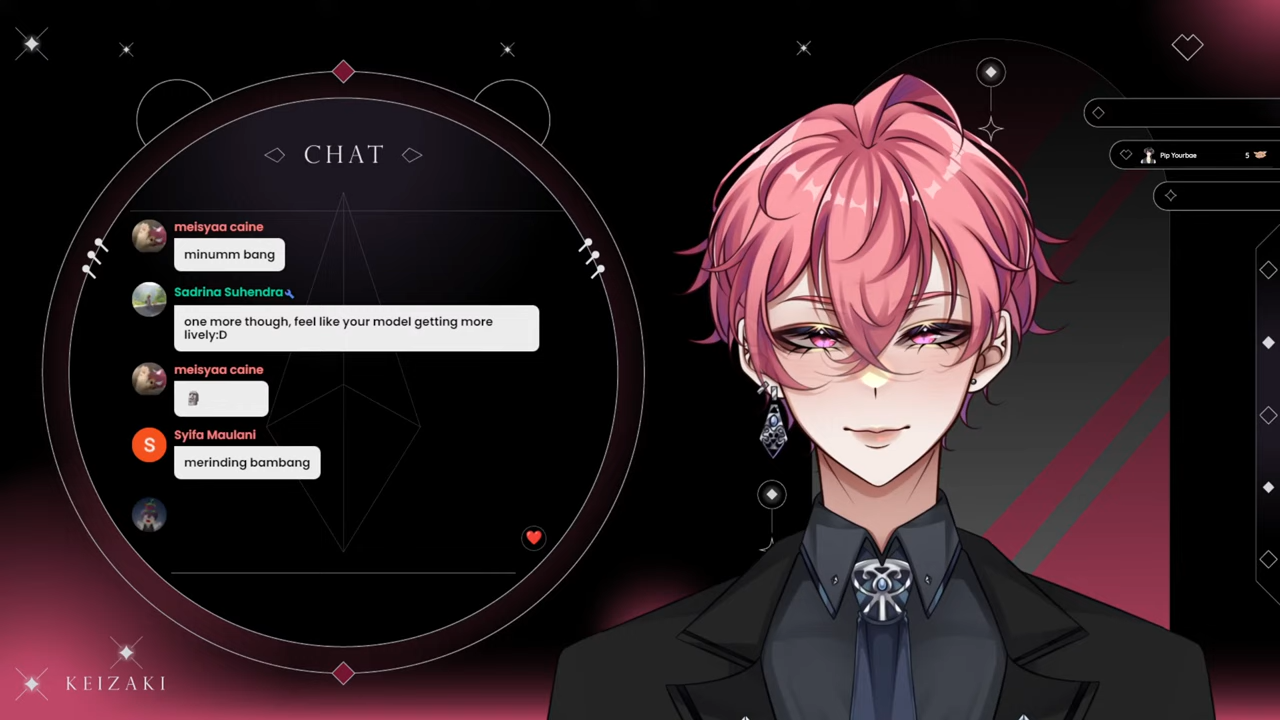 CHAT
meisyaa caine
minumm bang
Sadrina Suhendra
one more though, feel like your model getting more
lively:D
meisyaa caine
🗿
S
Syifa Maulani
merinding bambang
Pip Yourbae
5
KEIZAKI